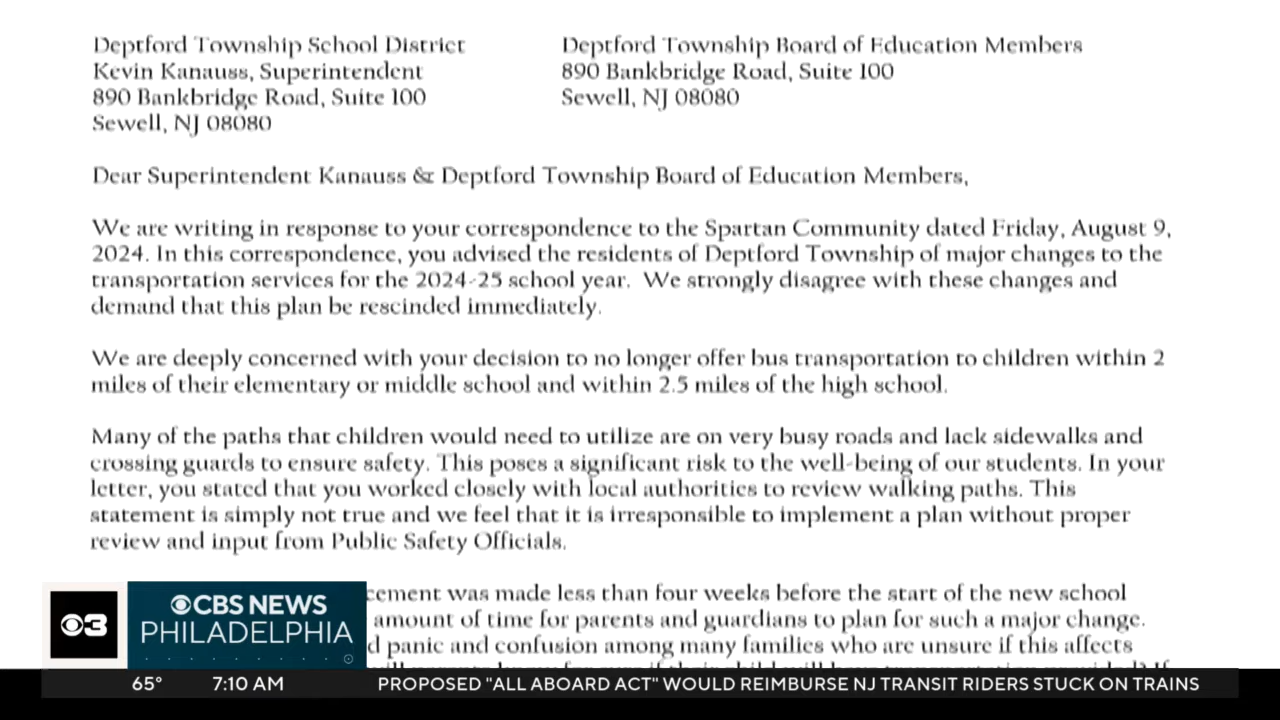 Deptford Township School District
Kevin Kanauss, Superintendent
890 Bankbridge Road, Suite 100
Sewell, NJ 08080
Deptford Township Board of Education Members
890 Bankbridge Road, Suite 100
Sewell, NJ 08080
Dear Superintendent Kanauss & Deptford Township Board of Education Members,
We are writing in response to your correspondence to the Spartan Community dated Friday, August 9,
2024. In this correspondence, you advised the residents of Deptford Township of major changes to the
transportation services for the 2024-25 school year. We strongly disagree with these changes and
demand that this plan be rescinded immediately.
We are deeply concerned with your decision to no longer offer bus transportation to children within 2
miles of their elementary or middle school and within 2.5 miles of the high school.
Many of the paths that children would need to utilize are on very busy roads and lack sidewalks and
crossing guards to ensure safety. This poses a significant risk to the well-being of our students. In your
letter, you stated that you worked closely with local authorities to review walking paths. This
statement is simply not true and we feel that it is irresponsible to implement a plan without proper
review and input from Public Safety Officials.
cement was made less than four weeks before the start of the new school
amount of time for parents and guardians to plan for such a major change.
d panic and confusion among many families who are unsure if this affects
3
CBS NEWS
PHILADELPHIA
65° 7:10 AM PROPOSED "ALL ABOARD ACT" WOULD REIMBURSE NJ TRANSIT RIDERS STUCK ON TRAINS